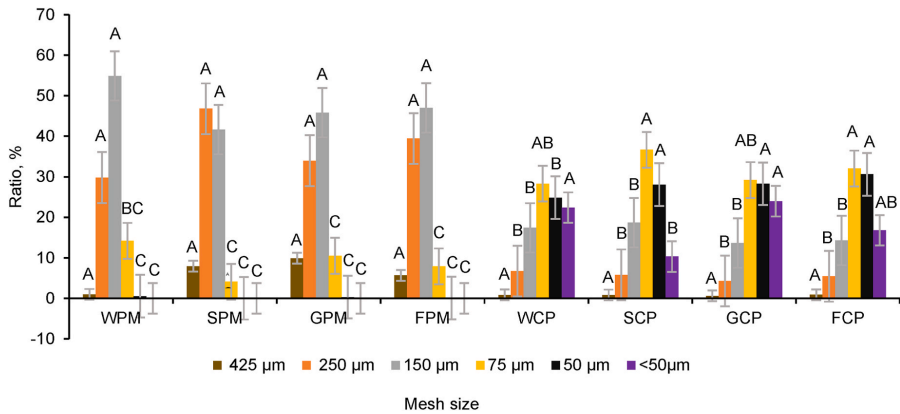 70
60
50
40
30
20
10
0
-10
Ratio, %
A A A BC C C
A A A C C C
A A A C C C
A A A C C C
A B B AB B A
A B B A A B
A B B AB A A
A B B A A AB
WPM SPM GPM FPM WCP SCP GCP FCP
425 µm 250 µm 150 µm 75 µm 50 µm <50µm
Mesh size